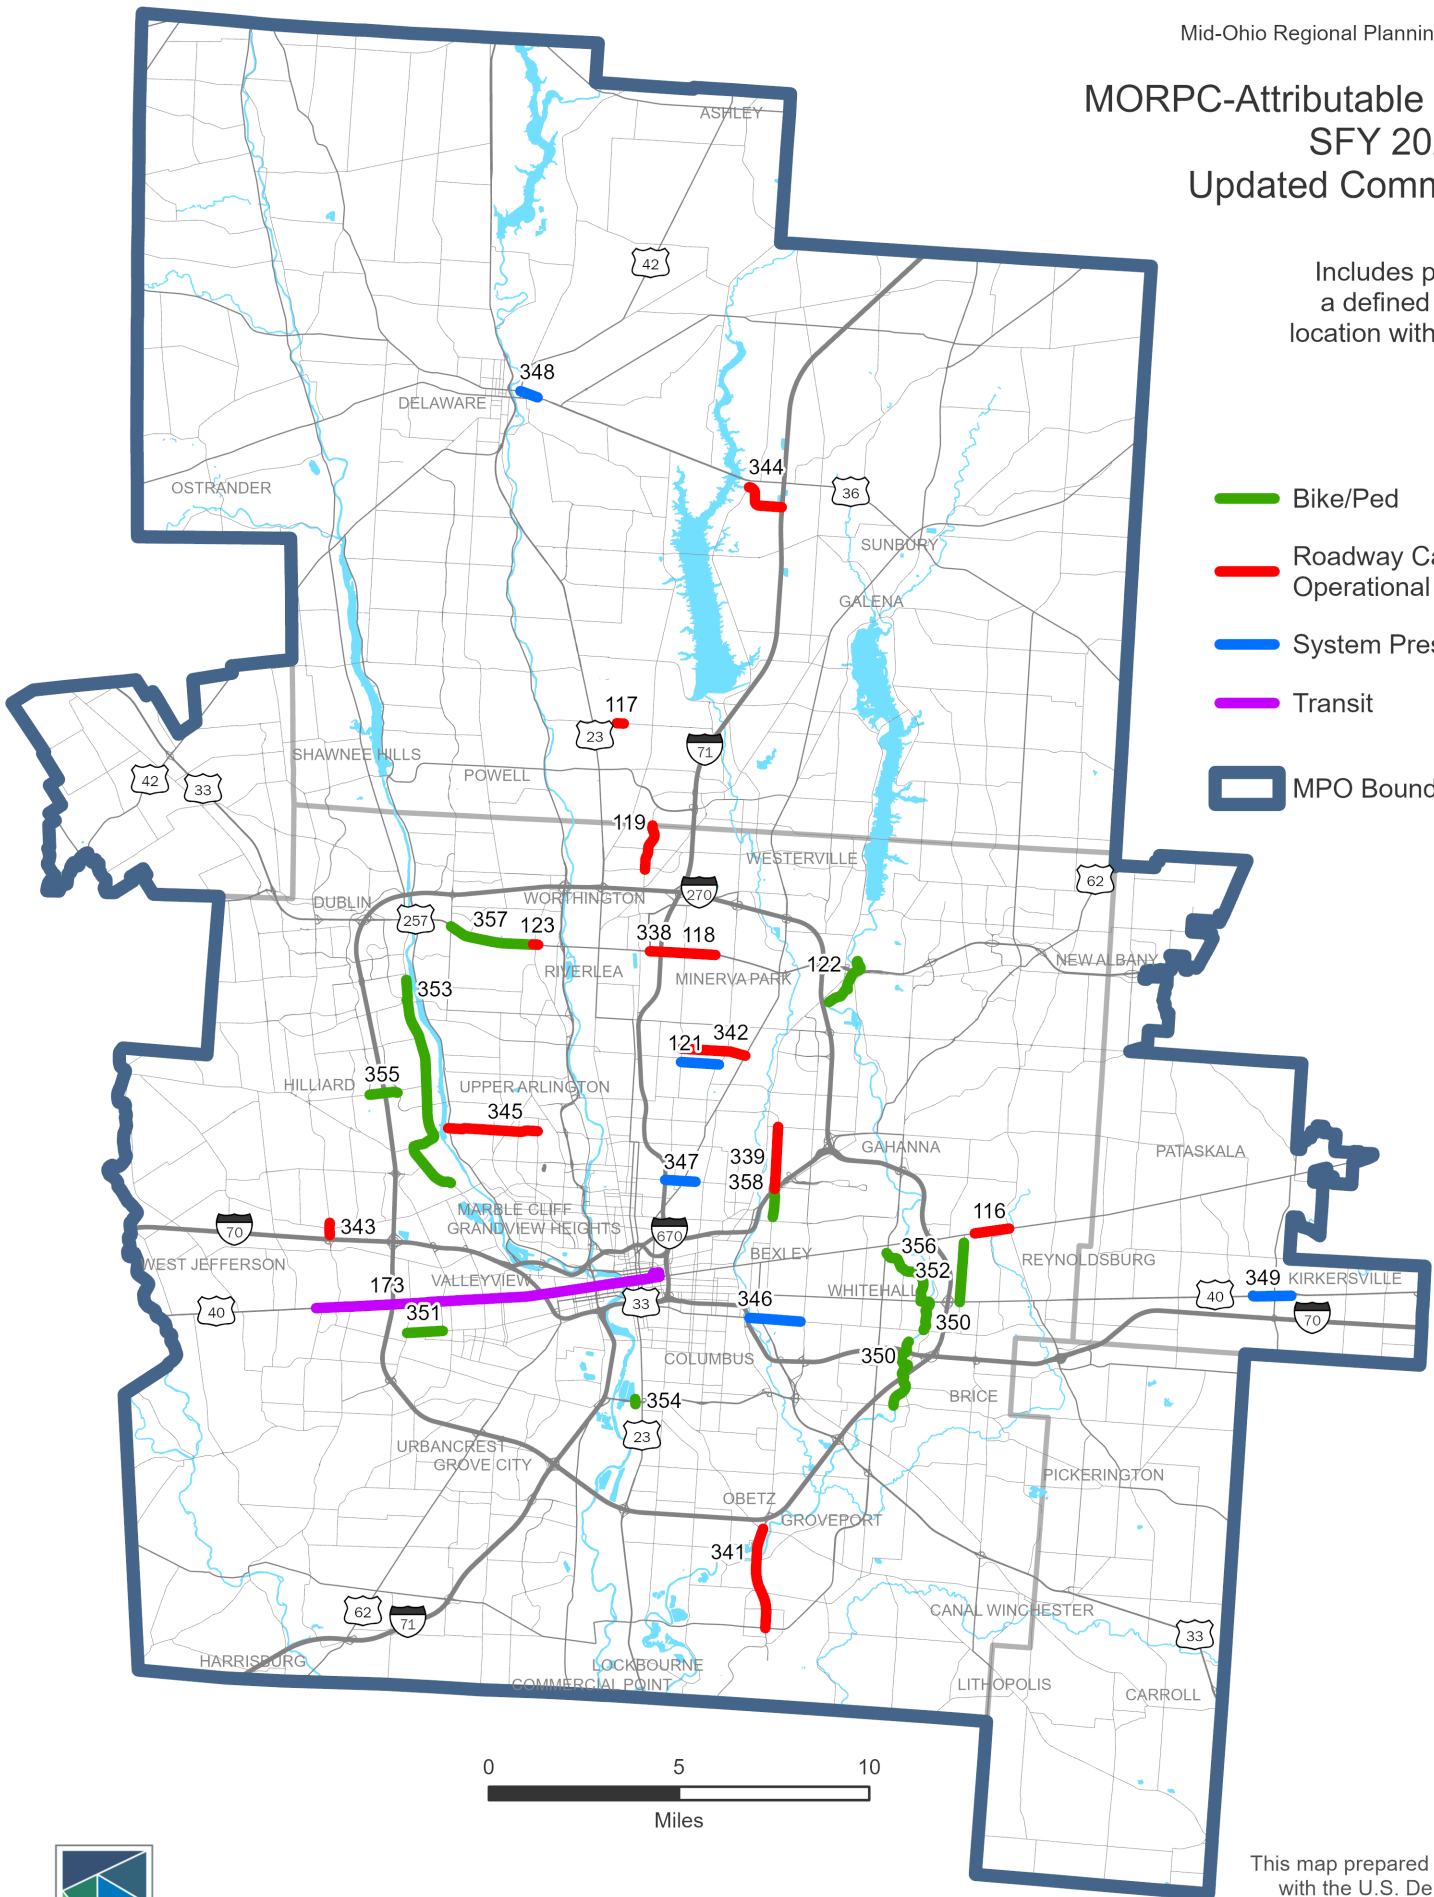 Mid-Ohio Regional Plannin
MORPC-Attributable
SFY 20
Updated Comm
Includes p
a defined
location with
Bike/Ped
Roadway Ca
Operational
System Pres
Transit
MPO Bound
ASHLEY
42
348
DELAWARE
344
36
OSTRANDER
SUNBURY
GALENA
117
23
71
SHAWNEE HILLS
POWELL
42
33
119
WESTERVILLE
62
270
DUBLIN
WORTHINGTON
257
357
123
338
118
NEW ALBANY
122
RIVERLEA
MINERVA PARK
353
342
121
355
HILLIARD
UPPER ARLINGTON
345
GAHANNA
PATASKALA
339
347
358
MARBLE CLIFF
116
343
70
GRANDVIEW HEIGHTS
670
356
BEXLEY
REYNOLDSBURG
WEST JEFFERSON
352
VALLEYVIEW
349
KIRKERSVILLE
173
WHITEHALL
40
346
33
40
351
70
350
COLUMBUS
350
BRICE
354
23
URBANCREST
GROVE CITY
PICKERINGTON
OBETZ
GROVEPORT
341
62
71
CANAL WINCHESTER
33
HARRISBURG
LOCKBOURNE
COMMERCIAL POINT
LITHOPOLIS
CARROLL
0 5 10
Miles
This map prepared
with the U.S. De